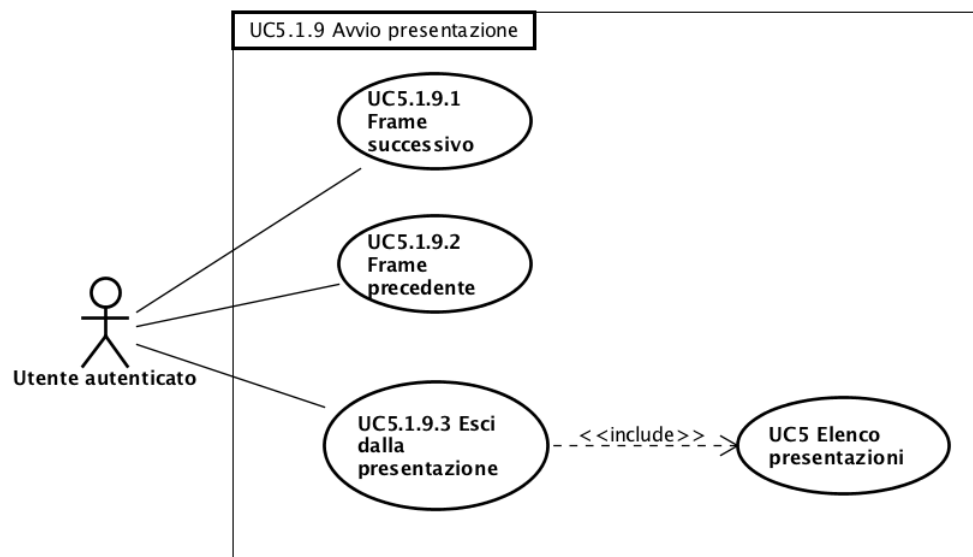 UC5.1.9 Avvio presentazione
UC5.1.9.1
Frame
successivo
UC5.1.9.2
Frame
precedente
Utente autenticato
UC5.1.9.3 Esci
dalla
presentazione
<<include>>
UC5 Elenco
presentazioni